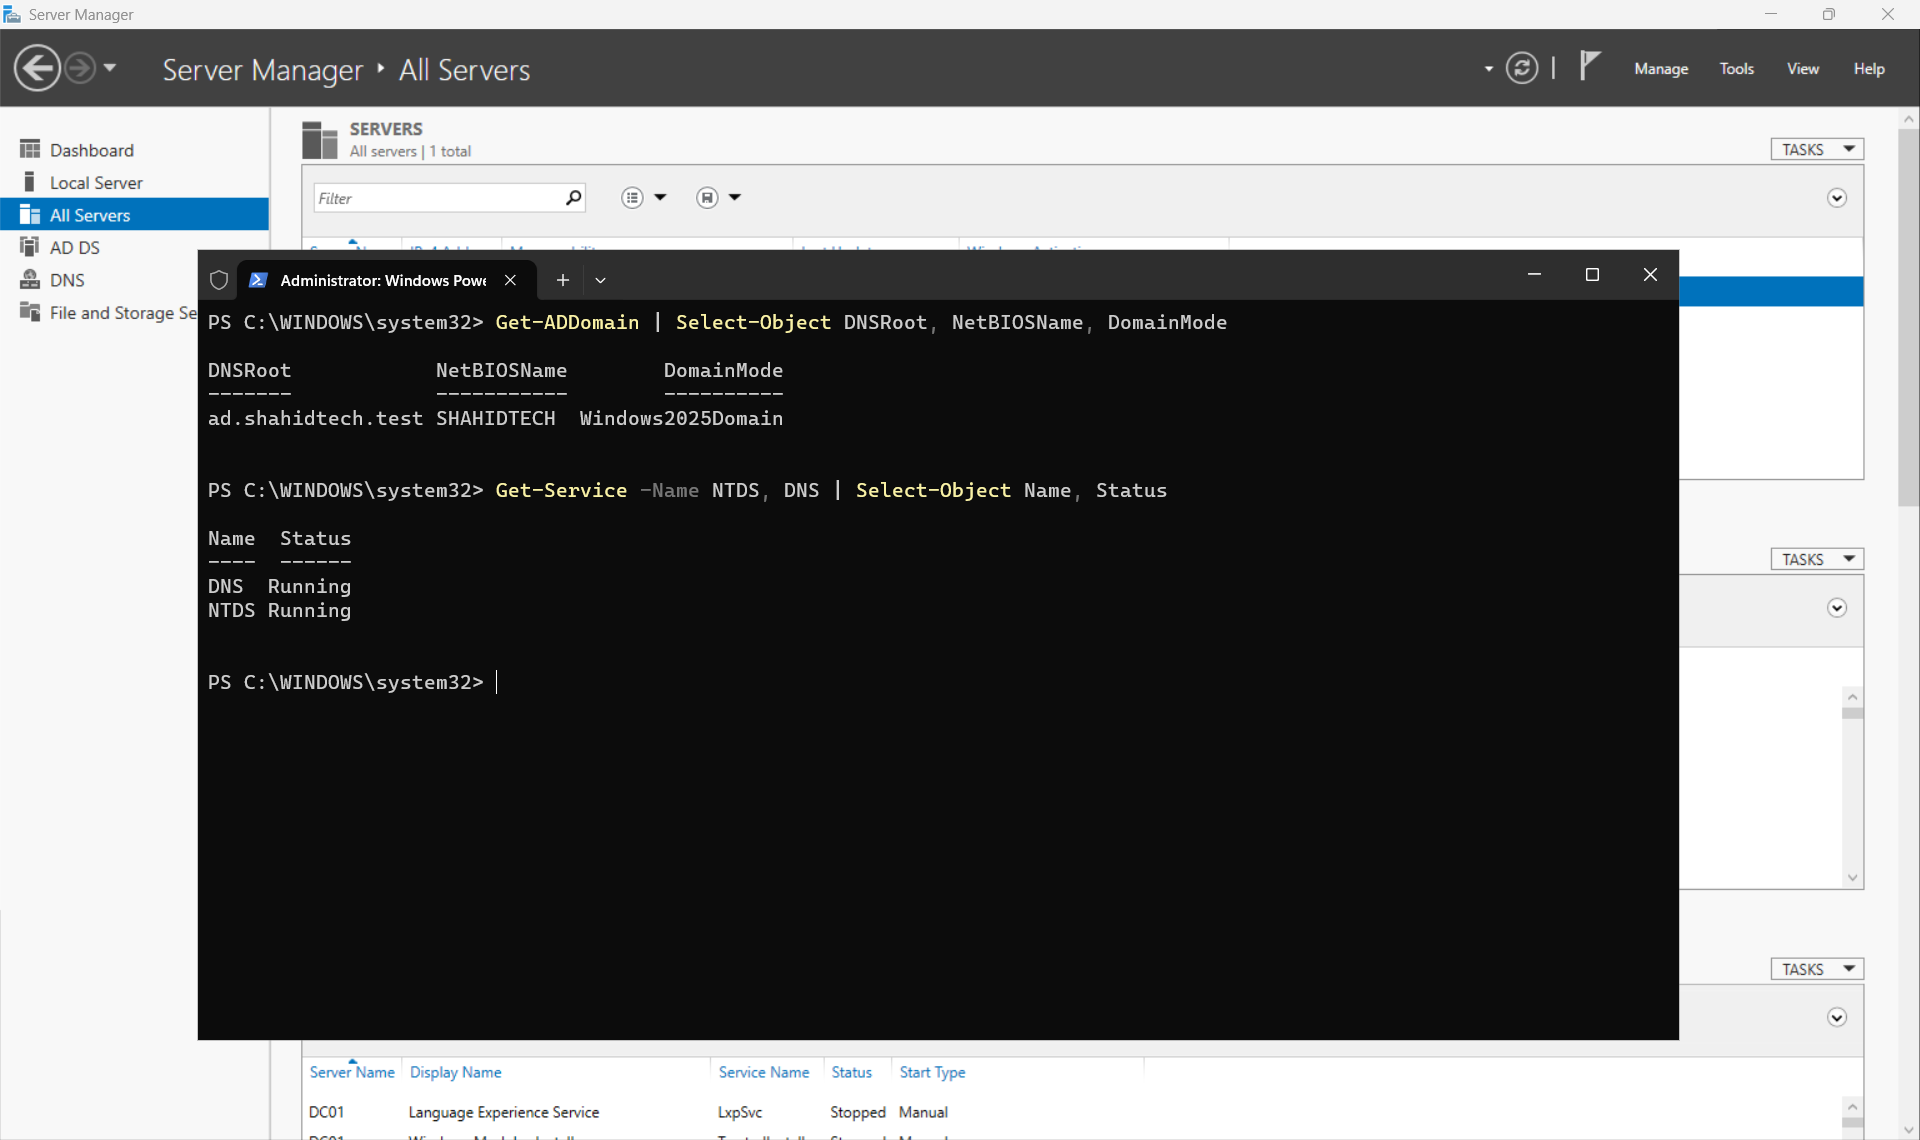 Server Manager
Server Manager ‣ All Servers
Manage Tools View Help
Dashboard
Local Server
All Servers
AD DS
DNS
File and Storage Se
SERVERS
All servers | 1 total
TASKS
Filter
Administrator: Windows Powe
PS C:\WINDOWS\system32> Get-ADDomain | Select-Object DNSRoot, NetBIOSName, DomainMode
DNSRoot NetBIOSName DomainMode
------- ----------- ----------
ad.shahidtech.test SHAHIDTECH Windows2025Domain
PS C:\WINDOWS\system32> Get-Service -Name NTDS, DNS | Select-Object Name, Status
Name Status
---- ------
DNS Running
NTDS Running
PS C:\WINDOWS\system32>
TASKS
TASKS
Server Name Display Name Service Name Status Start Type
DC01 Language Experience Service LxpSvc Stopped Manual